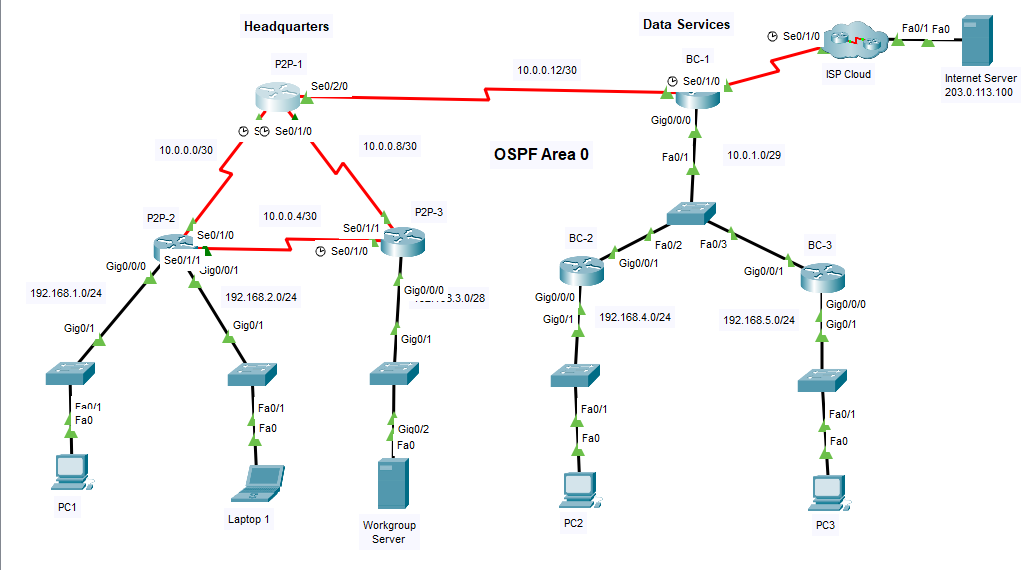 Headquarters
Data Services
Fa0/1
Fa0
Se0/1/0
ISP Cloud
Internet Server
203.0.113.100
P2P-1
Se0/2/0
10.0.0.12/30
BC-1
Se0/1/0
Se0/1/0
Gig0/0/0
10.0.0.0/30
10.0.0.8/30
OSPF Area 0
Fa0/1
10.0.1.0/29
P2P-2
10.0.0.4/30
P2P-3
Se0/1/0
Se0/1/1
Se0/1/1
Se0/1/0
BC-2
Fa0/2
Fa0/3
BC-3
Gig0/0/0
Gig0/0/1
Gig0/0/1
Gig0/0/1
192.168.1.0/24
192.168.2.0/24
Gig0/0/0
.3.0/28
Gig0/0/0
192.168.4.0/24
192.168.5.0/24
Gig0/0/0
Gig0/1
Gig0/1
Gig0/1
Gig0/1
Gig0/1
Fa0/1
Fa0
Fa0/1
Fa0
Gig0/2
Fa0
Fa0/1
Fa0
Fa0/1
Fa0
PC1
Laptop 1
Workgroup
Server
PC2
PC3